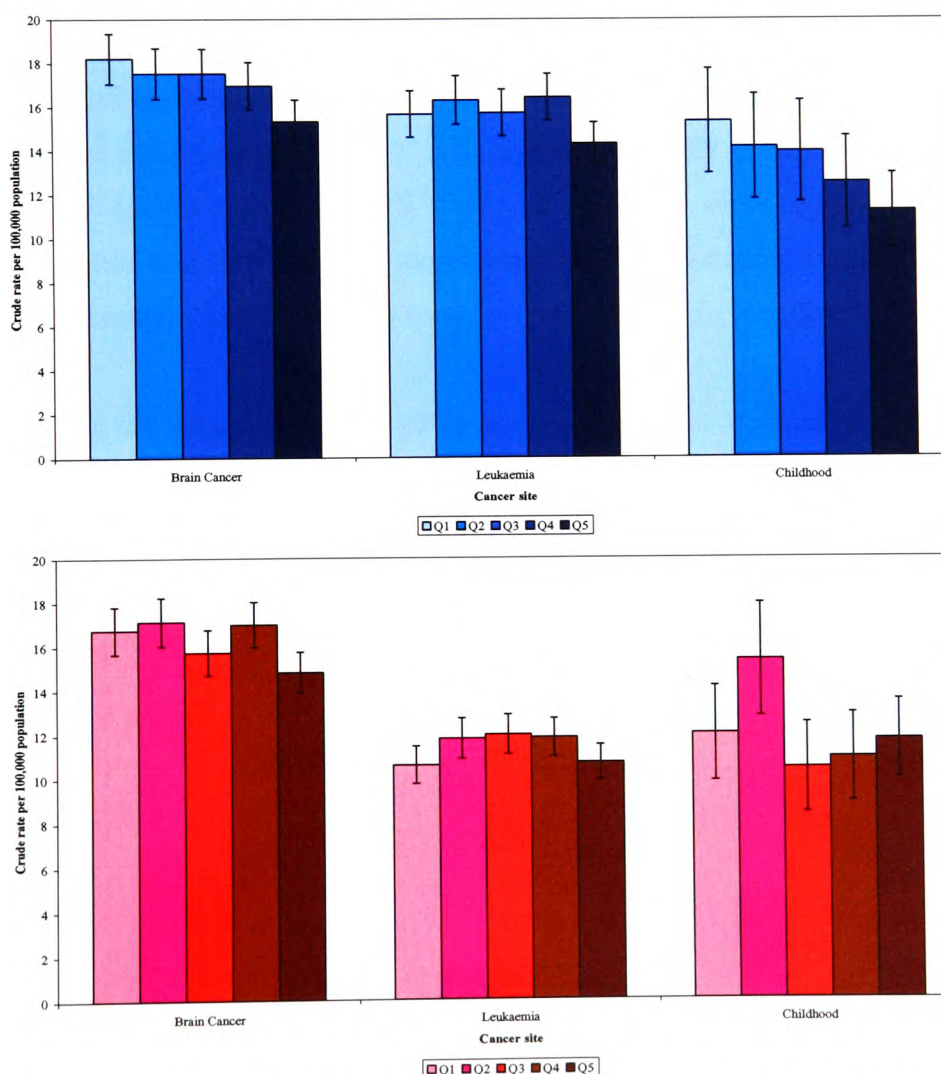 20
18
16
14
12
10
8
6
4
2
0
Crude rate per 100,000 population
Brain Cancer
Leukaemia
Childhood
Cancer site
Q1 Q2 Q3 Q4 Q5
20
18
16
14
12
10
8
6
4
2
0
Crude rate per 100,000 population
Brain Cancer
Leukaemia
Childhood
Cancer site
Q1 Q2 Q3 Q4 Q5